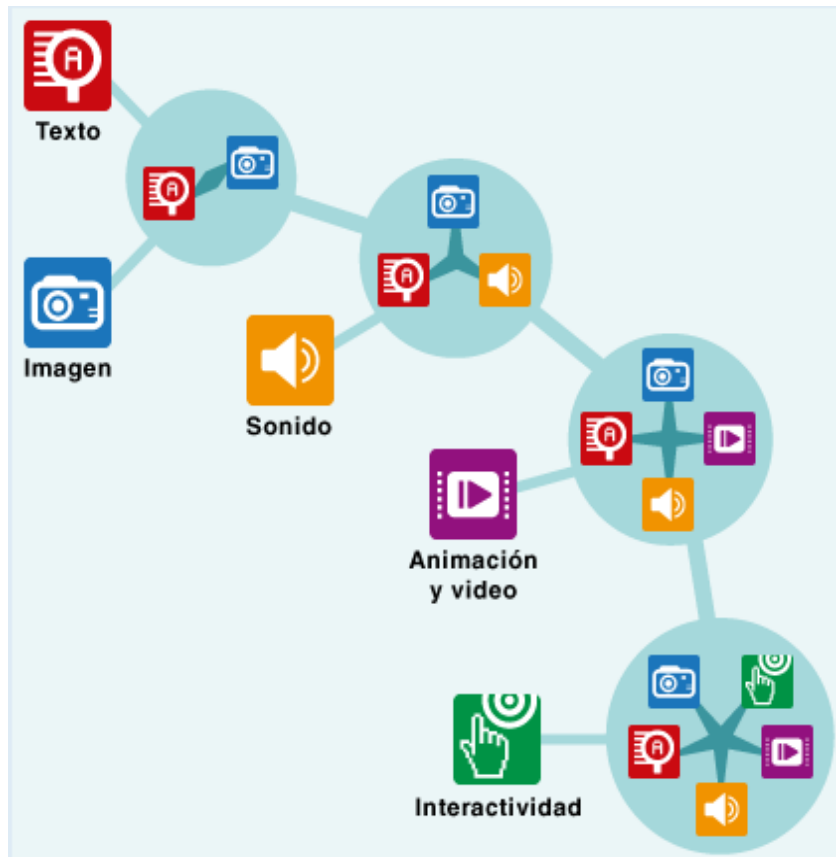 Texto
Imagen
Sonido
Animación
y video
Interactividad